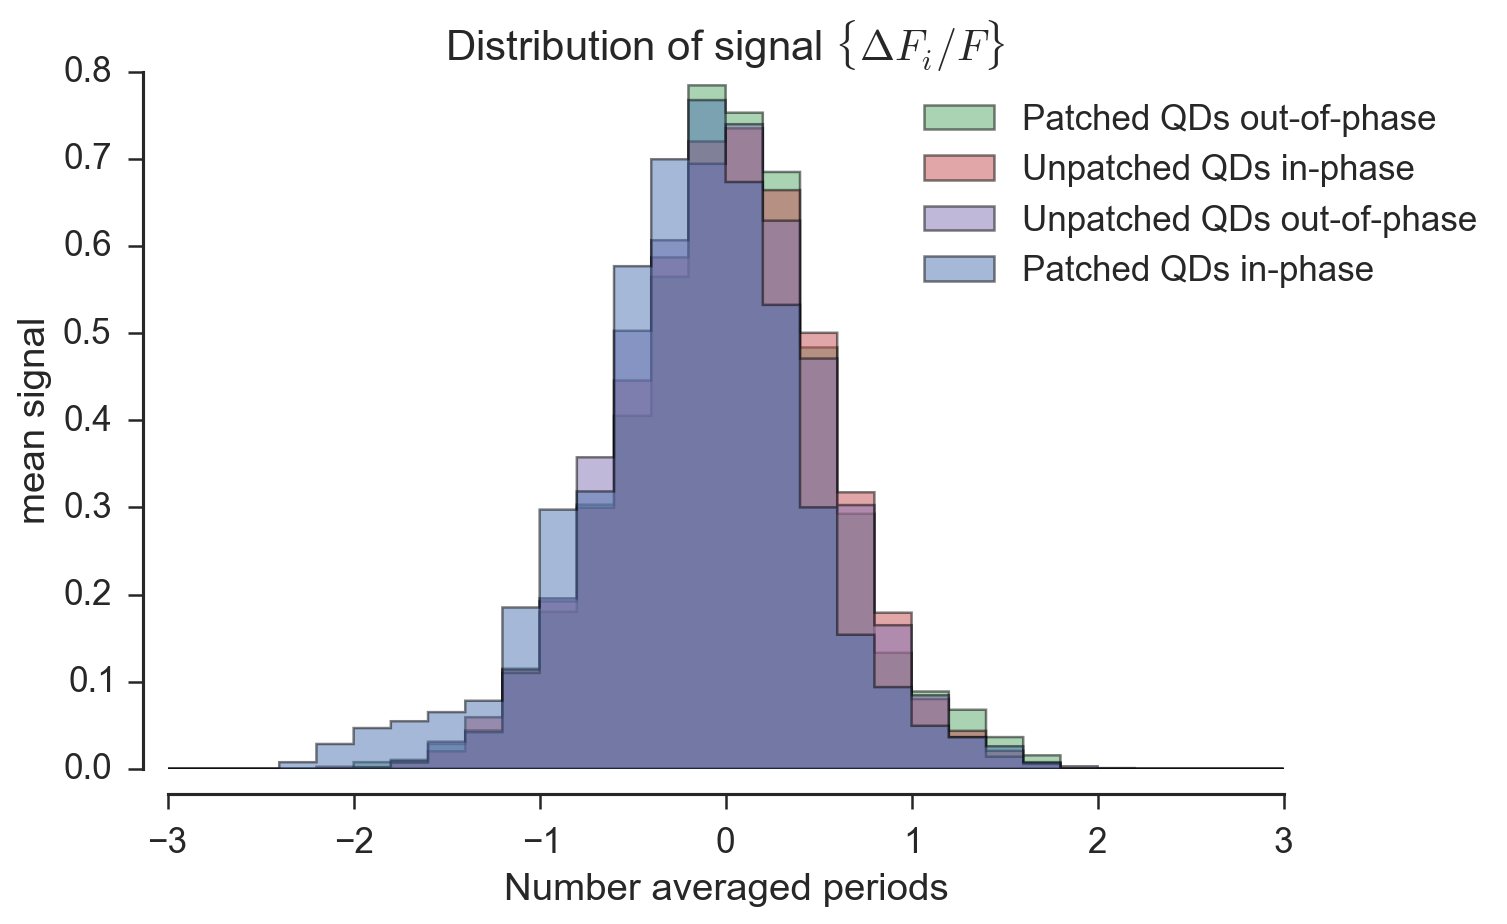 Distribution of signal {ΔF_i/F}
0.8
0.7
0.6
0.5
0.4
0.3
0.2
0.1
0.0
mean signal
Patched QDs out-of-phase
Unpatched QDs in-phase
Unpatched QDs out-of-phase
Patched QDs in-phase
−3 −2 −1 0 1 2 3
Number averaged periods